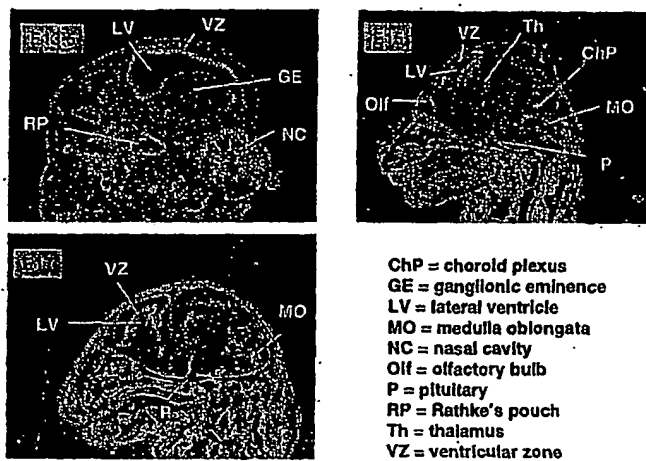 LV VZ
GE
RP
NC
VZ Th
LV ChP
Olf MO
P
VZ
LV MO
ChP = choroid plexus
GE = ganglionic eminence
LV = lateral ventricle
MO = medulla oblongata
NC = nasal cavity
Olf = olfactory bulb
P = pituitary
RP = Rathke's pouch
Th = thalamus
VZ = ventricular zone